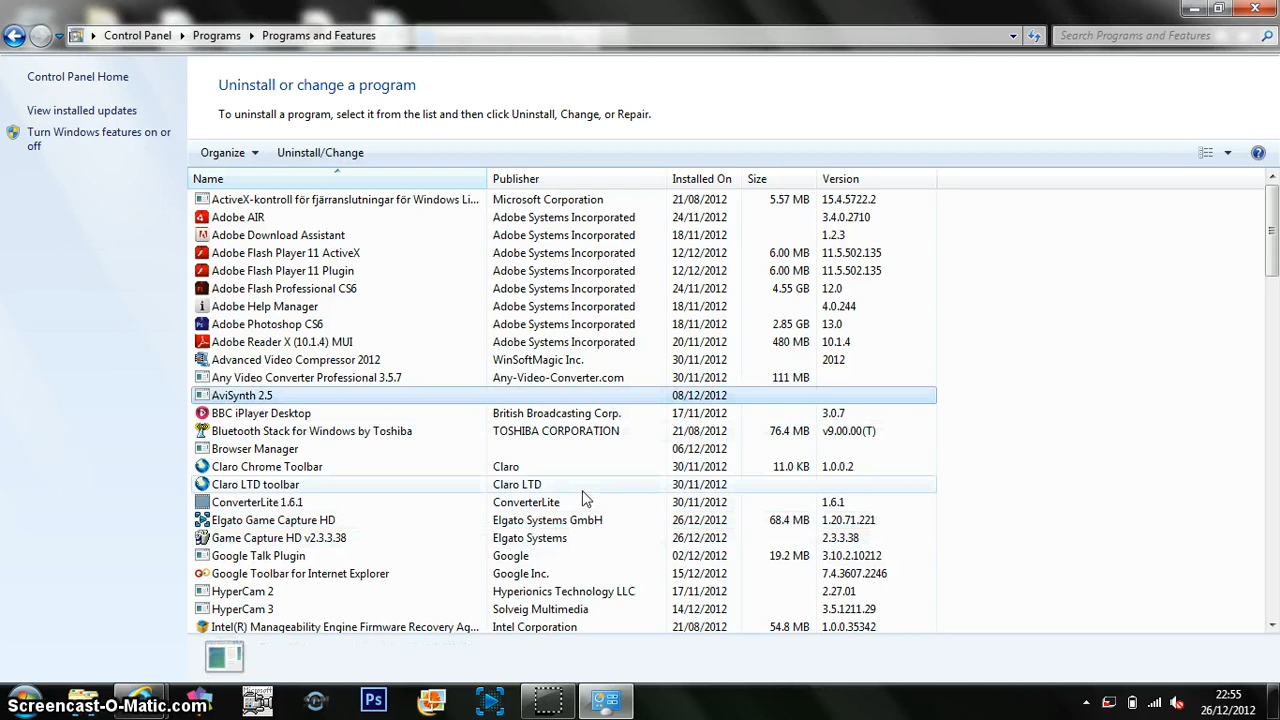 Control Panel Programs Programs and Features Search Programs and Features
Control Panel Home
View installed updates
Turn Windows features on or
off
Uninstall or change a program
To uninstall a program, select it from the list and then click Uninstall, Change, or Repair.
Organize Uninstall/Change
Name Publisher Installed On Size Version
ActiveX-kontroll för fjärranslutningar för Windows Li... Microsoft Corporation 21/08/2012 5.57 MB 15.4.5722.2
Adobe AIR Adobe Systems Incorporated 24/11/2012 3.4.0.2710
Adobe Download Assistant Adobe Systems Incorporated 18/11/2012 1.2.3
Adobe Flash Player 11 ActiveX Adobe Systems Incorporated 12/12/2012 6.00 MB 11.5.502.135
Adobe Flash Player 11 Plugin Adobe Systems Incorporated 12/12/2012 6.00 MB 11.5.502.135
Adobe Flash Professional CS6 Adobe Systems Incorporated 24/11/2012 4.55 GB 12.0
Adobe Help Manager Adobe Systems Incorporated 18/11/2012 4.0.244
Adobe Photoshop CS6 Adobe Systems Incorporated 18/11/2012 2.85 GB 13.0
Adobe Reader X (10.1.4) MUI Adobe Systems Incorporated 20/11/2012 480 MB 10.1.4
Advanced Video Compressor 2012 WinSoftMagic Inc. 30/11/2012 2012
Any Video Converter Professional 3.5.7 Any-Video-Converter.com 30/11/2012 111 MB
AviSynth 2.5 08/12/2012
BBC iPlayer Desktop British Broadcasting Corp. 17/11/2012 3.0.7
Bluetooth Stack for Windows by Toshiba TOSHIBA CORPORATION 21/08/2012 76.4 MB v9.00.00(T)
Browser Manager 06/12/2012
Claro Chrome Toolbar Claro 30/11/2012 11.0 KB 1.0.0.2
Claro LTD toolbar Claro LTD 30/11/2012
ConverterLite 1.6.1 ConverterLite 30/11/2012 1.6.1
Elgato Game Capture HD Elgato Systems GmbH 26/12/2012 68.4 MB 1.20.71.221
Game Capture HD v2.3.3.38 Elgato Systems 26/12/2012 2.3.3.38
Google Talk Plugin Google 02/12/2012 19.2 MB 3.10.2.10212
Google Toolbar for Internet Explorer Google Inc. 15/12/2012 7.4.3607.2246
HyperCam 2 Hyperionics Technology LLC 17/11/2012 2.27.01
HyperCam 3 Solveig Multimedia 14/12/2012 3.5.1211.29
Intel(R) Manageability Engine Firmware Recovery Ag... Intel Corporation 21/08/2012 54.8 MB 1.0.0.35342
Screencast-O-Matic.com
22:55
26/12/2012